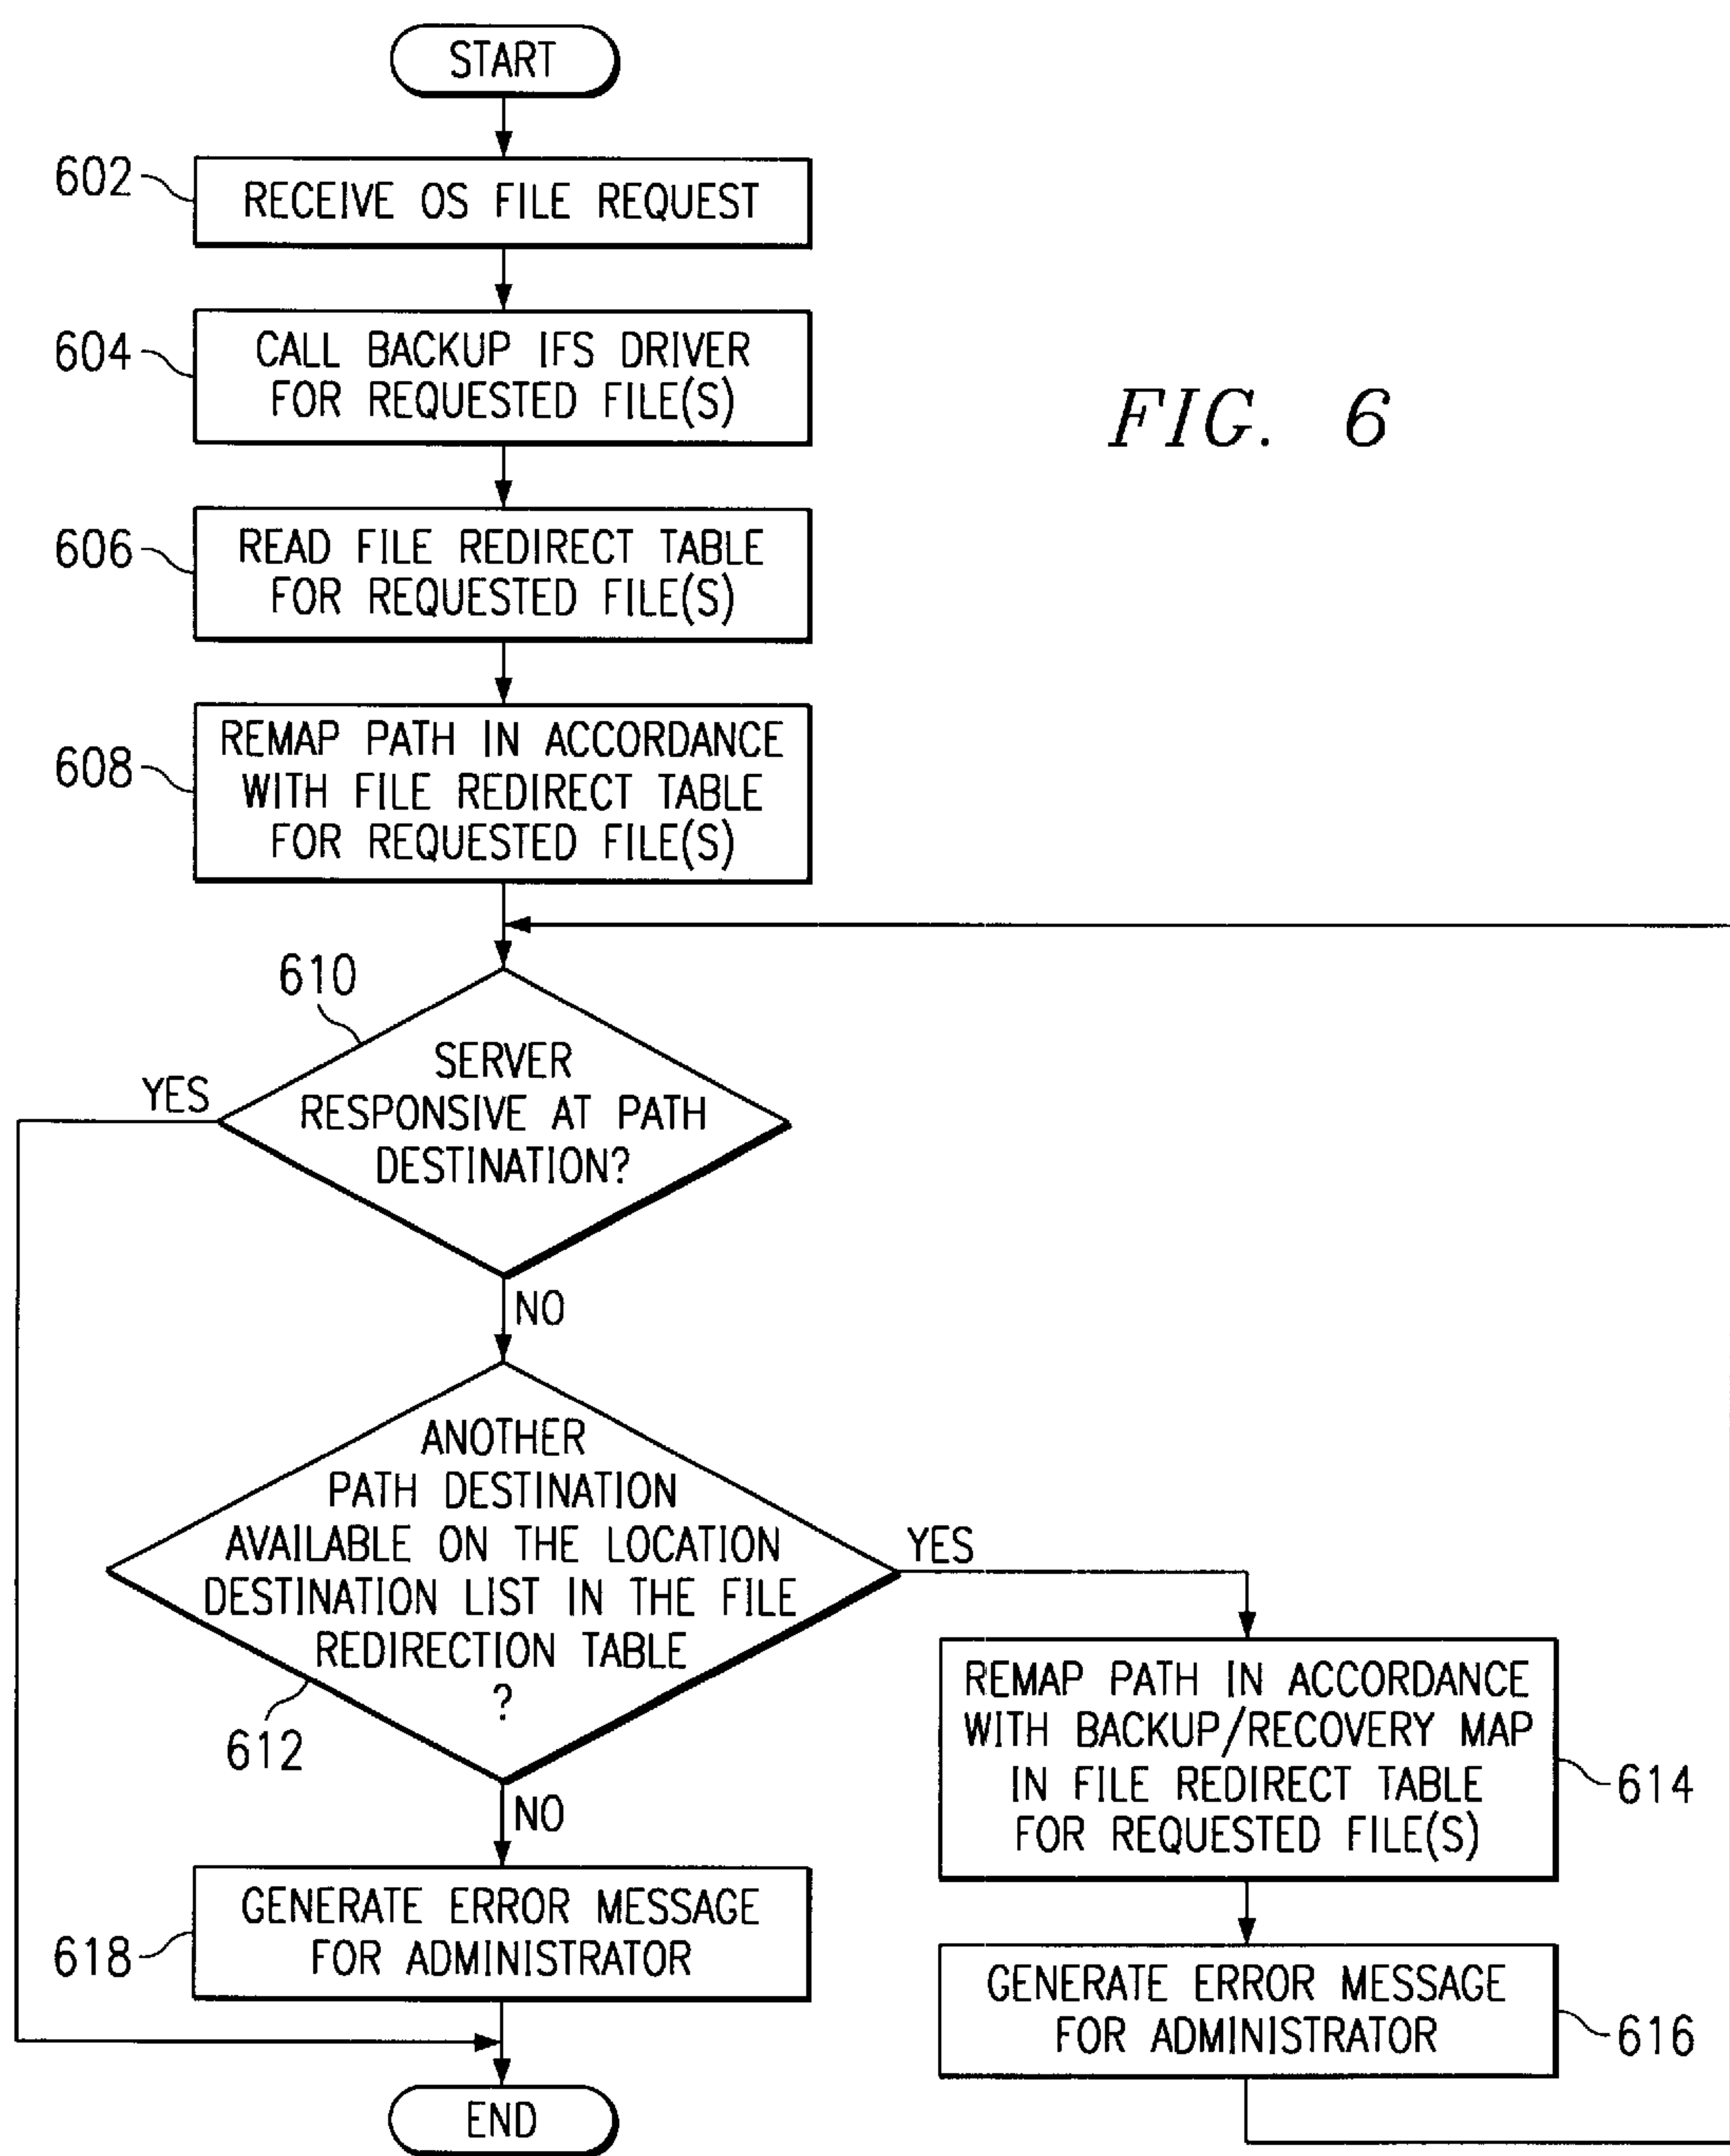 START
602
RECEIVE OS FILE REQUEST
604
CALL BACKUP IFS DRIVER
FOR REQUESTED FILE(S)
FIG. 6
606
READ FILE REDIRECT TABLE
FOR REQUESTED FILE(S)
608
REMAP PATH IN ACCORDANCE
WITH FILE REDIRECT TABLE
FOR REQUESTED FILE(S)
610
SERVER
RESPONSIVE AT PATH
DESTINATION?
YES
NO
ANOTHER
PATH DESTINATION
AVAILABLE ON THE LOCATION
DESTINATION LIST IN THE FILE
REDIRECTION TABLE
?
612
YES
NO
REMAP PATH IN ACCORDANCE
WITH BACKUP/RECOVERY MAP
IN FILE REDIRECT TABLE
FOR REQUESTED FILE(S)
614
618
GENERATE ERROR MESSAGE
FOR ADMINISTRATOR
GENERATE ERROR MESSAGE
FOR ADMINISTRATOR
616
END